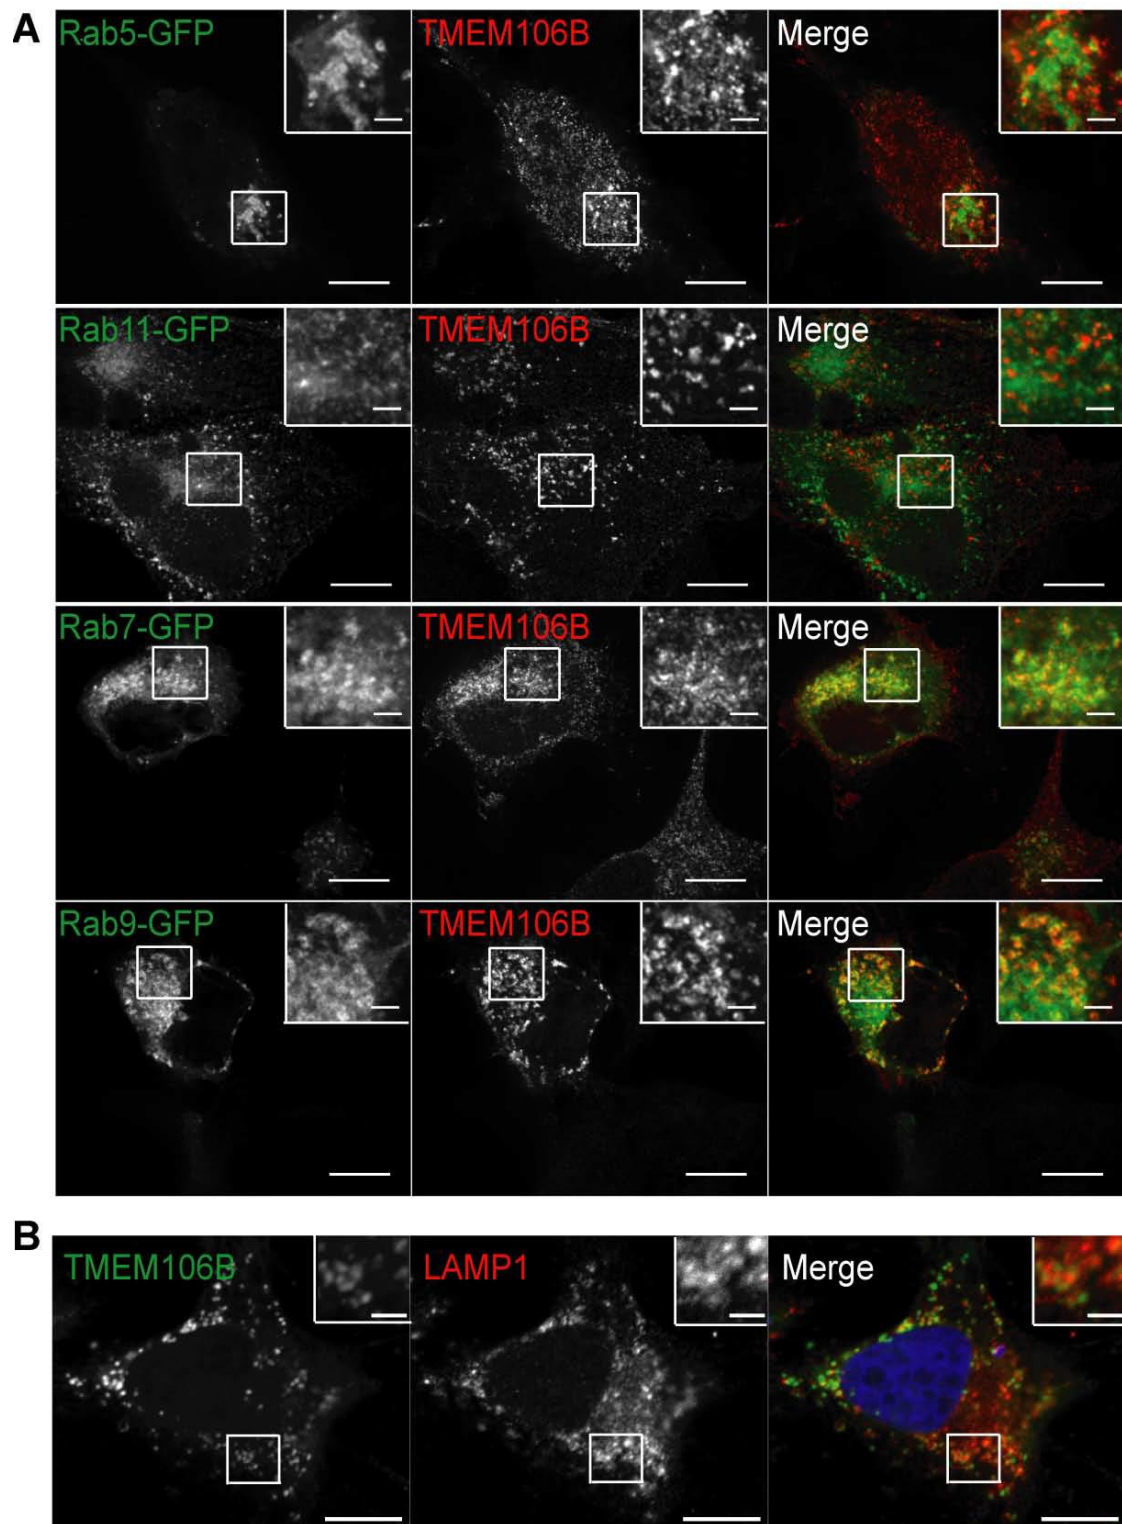 A
Rab5-GFP TMEM106B Merge
Rab11-GFP TMEM106B Merge
Rab7-GFP TMEM106B Merge
Rab9-GFP TMEM106B Merge
B
TMEM106B LAMP1 Merge